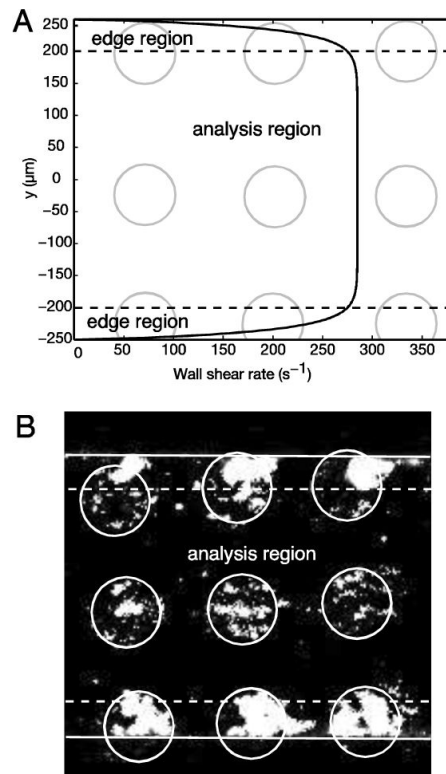 A
250
edge region
200
150
analysis region
100
50
0
y (µm)
−50
−100
−150
−200
edge region
−250
0 50 100 150 200 250 300 350
Wall shear rate (s⁻¹)
B
analysis region